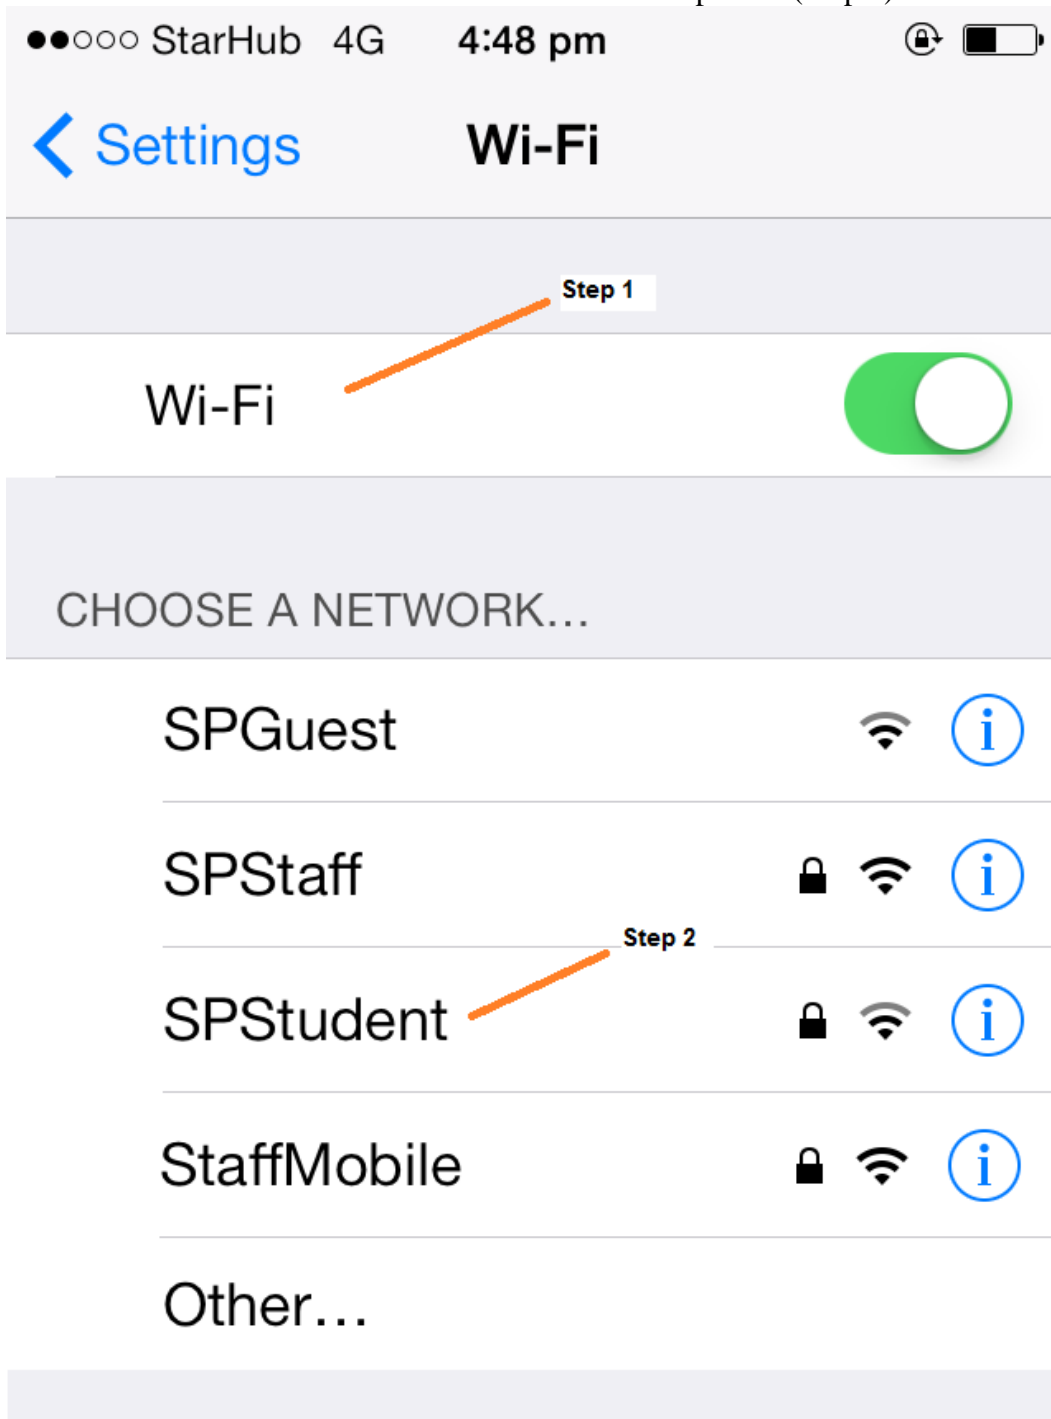 StarHub 4G 4:48 pm
Settings Wi-Fi
Step 1
Wi-Fi
CHOOSE A NETWORK...
SPGuest
SPStaff
Step 2
SPStudent
StaffMobile
Other...